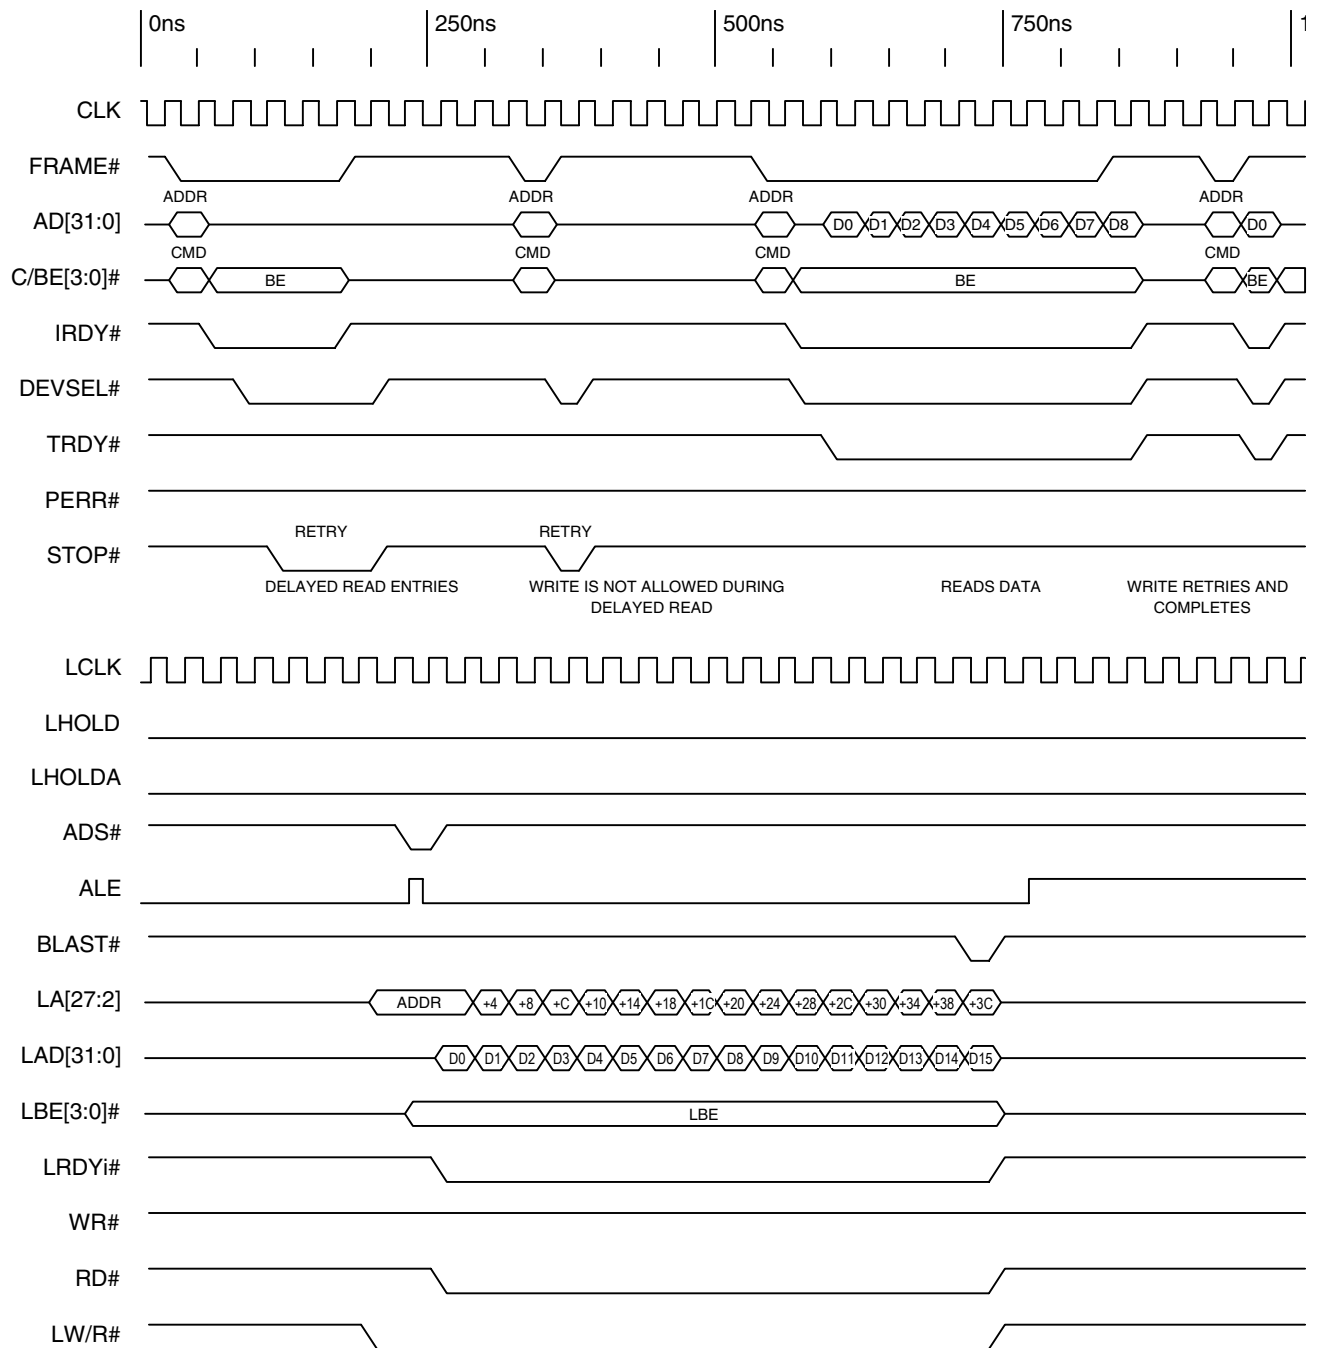 0ns 250ns 500ns 750ns 1
CLK
FRAME#
ADDR ADDR ADDR ADDR
AD[31:0] D0 D1 D2 D3 D4 D5 D6 D7 D8 D0
CMD CMD CMD CMD
C/BE[3:0]# BE BE BE
IRDY#
DEVSEL#
TRDY#
PERR#
RETRY RETRY
STOP#
DELAYED READ ENTRIES WRITE IS NOT ALLOWED DURING READS DATA WRITE RETRIES AND
DELAYED READ COMPLETES
LCLK
LHOLD
LHOLDA
ADS#
ALE
BLAST#
LA[27:2] ADDR +4 +8 +C +10 +14 +18 +1C +20 +24 +28 +2C +30 +34 +38 +3C
LAD[31:0] D0 D1 D2 D3 D4 D5 D6 D7 D8 D9 D10 D11 D12 D13 D14 D15
LBE[3:0]# LBE
LRDYi#
WR#
RD#
LW/R#